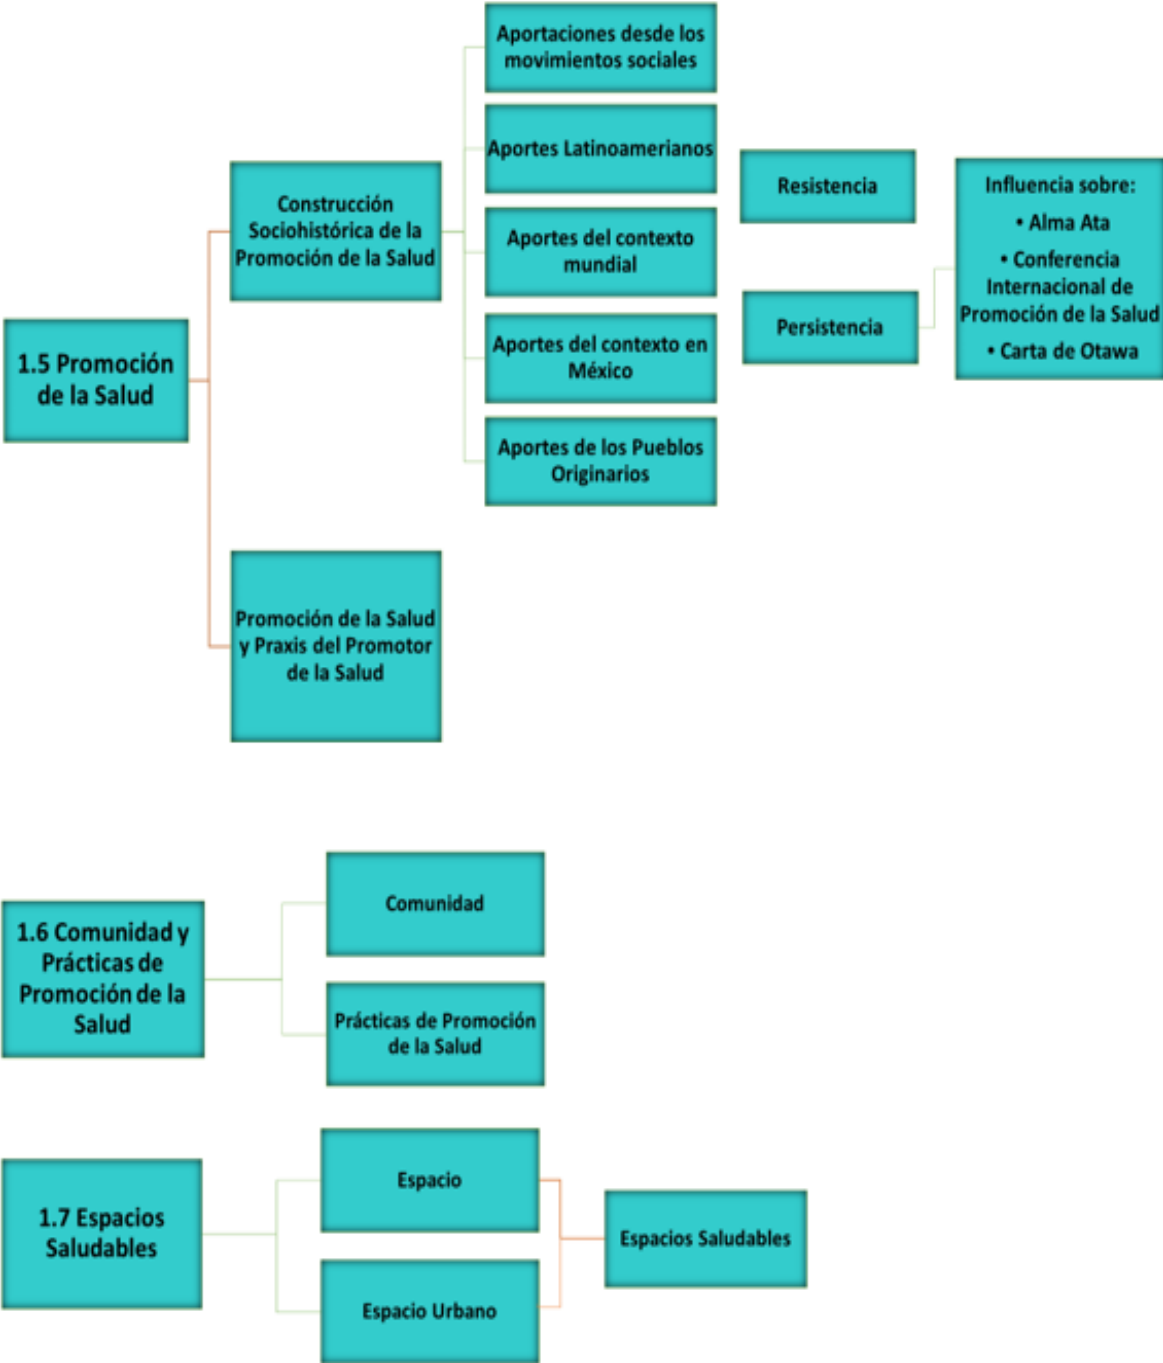 Aportaciones desde los
movimientos sociales
Aportes Latinoamerianos
Aportes del contexto
mundial
Aportes del contexto en
México
Aportes de los Pueblos
Originarios
Construcción
Sociohistórica de la
Promoción de la Salud
Resistencia
Persistencia
Influencia sobre:
• Alma Ata
• Conferencia
Internacional de
Promoción de la Salud
• Carta de Otawa
1.5 Promoción
de la Salud
Promoción de la Salud
y Praxis del Promotor
de la Salud
1.6 Comunidad y
Prácticas de
Promoción de la
Salud
Comunidad
Prácticas de Promoción
de la Salud
1.7 Espacios
Saludables
Espacio
Espacio Urbano
Espacios Saludables